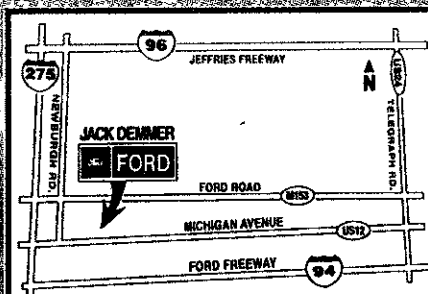 96
JEFFRIES FREEWAY
275
US24
N
NEWBURGH RD.
TELEGRAPH RD.
JACK DEMMER
FORD
FORD ROAD
M153
MICHIGAN AVENUE
US12
FORD FREEWAY
94